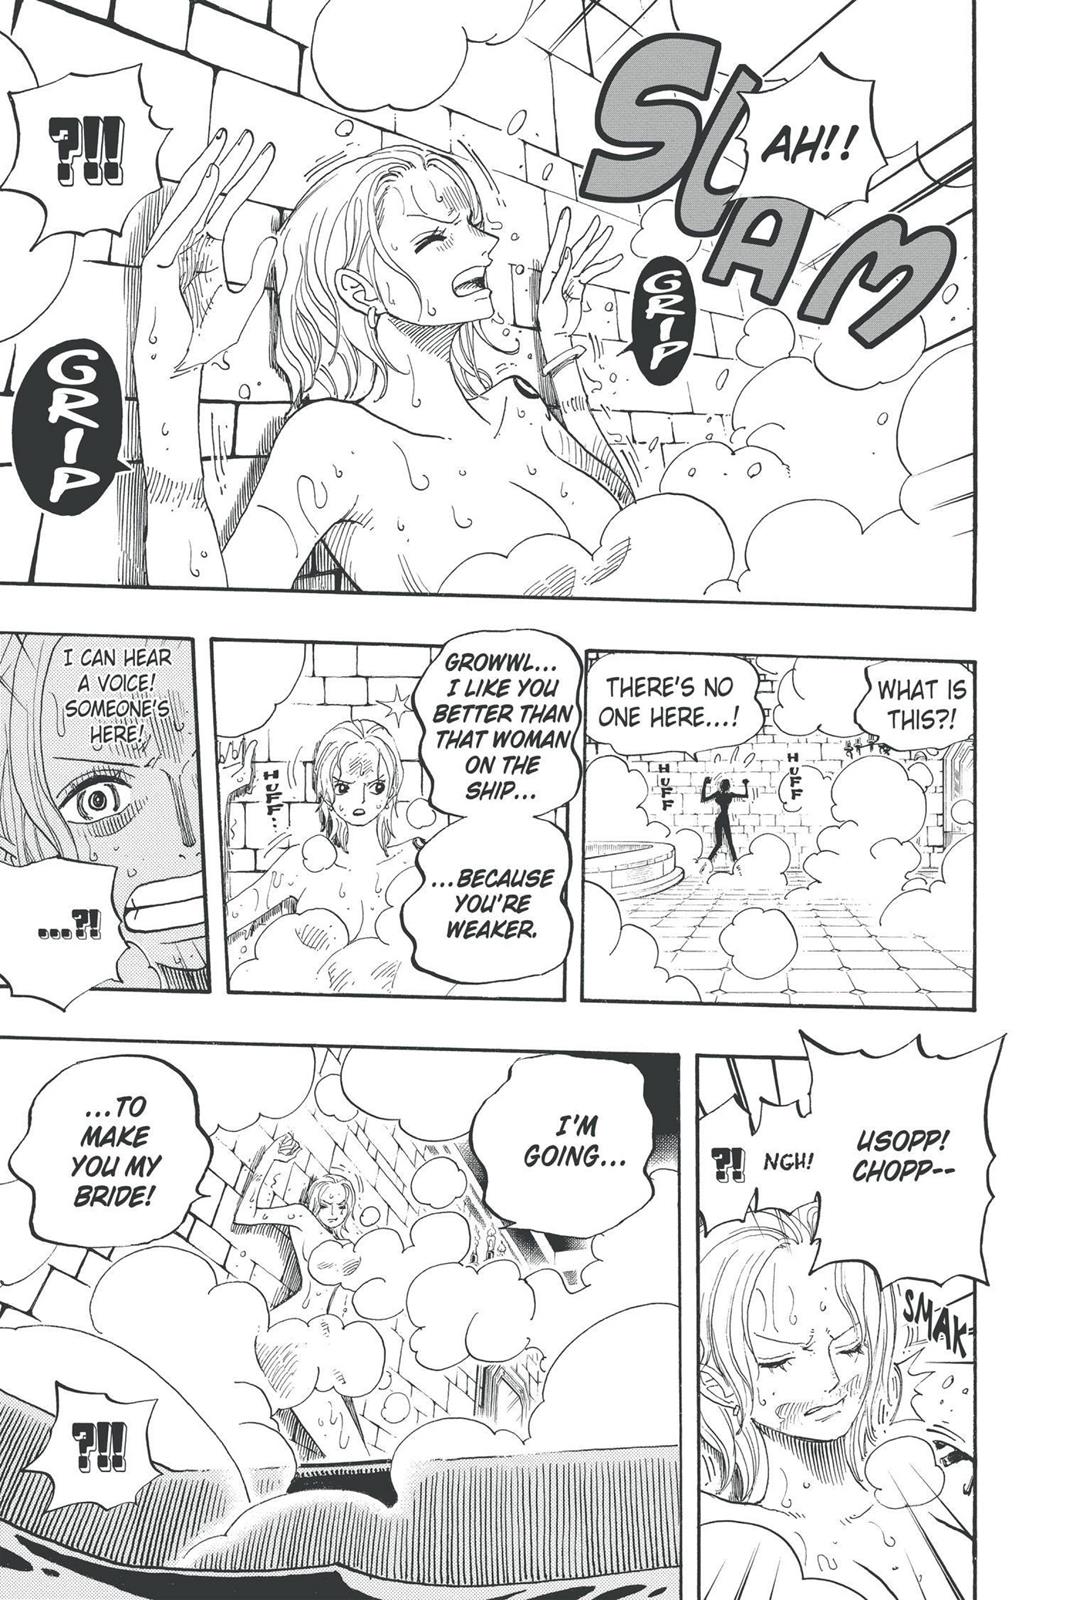 SLAM
AH!!
?!!
GRIP
GRIP
WHAT IS
THIS?!
THERE'S NO
ONE HERE...!
HUFF
HUFF
GROWWL...
I LIKE YOU
BETTER THAN
THAT WOMAN
ON THE
SHIP...
...BECAUSE
YOU'RE
WEAKER.
HUFF...
I CAN HEAR
A VOICE!
SOMEONE'S
HERE!
...?!
USOPP!
CHOPP--
NGH!
?!
SMAK
I'M
GOING...
...TO
MAKE
YOU MY
BRIDE!
?!!